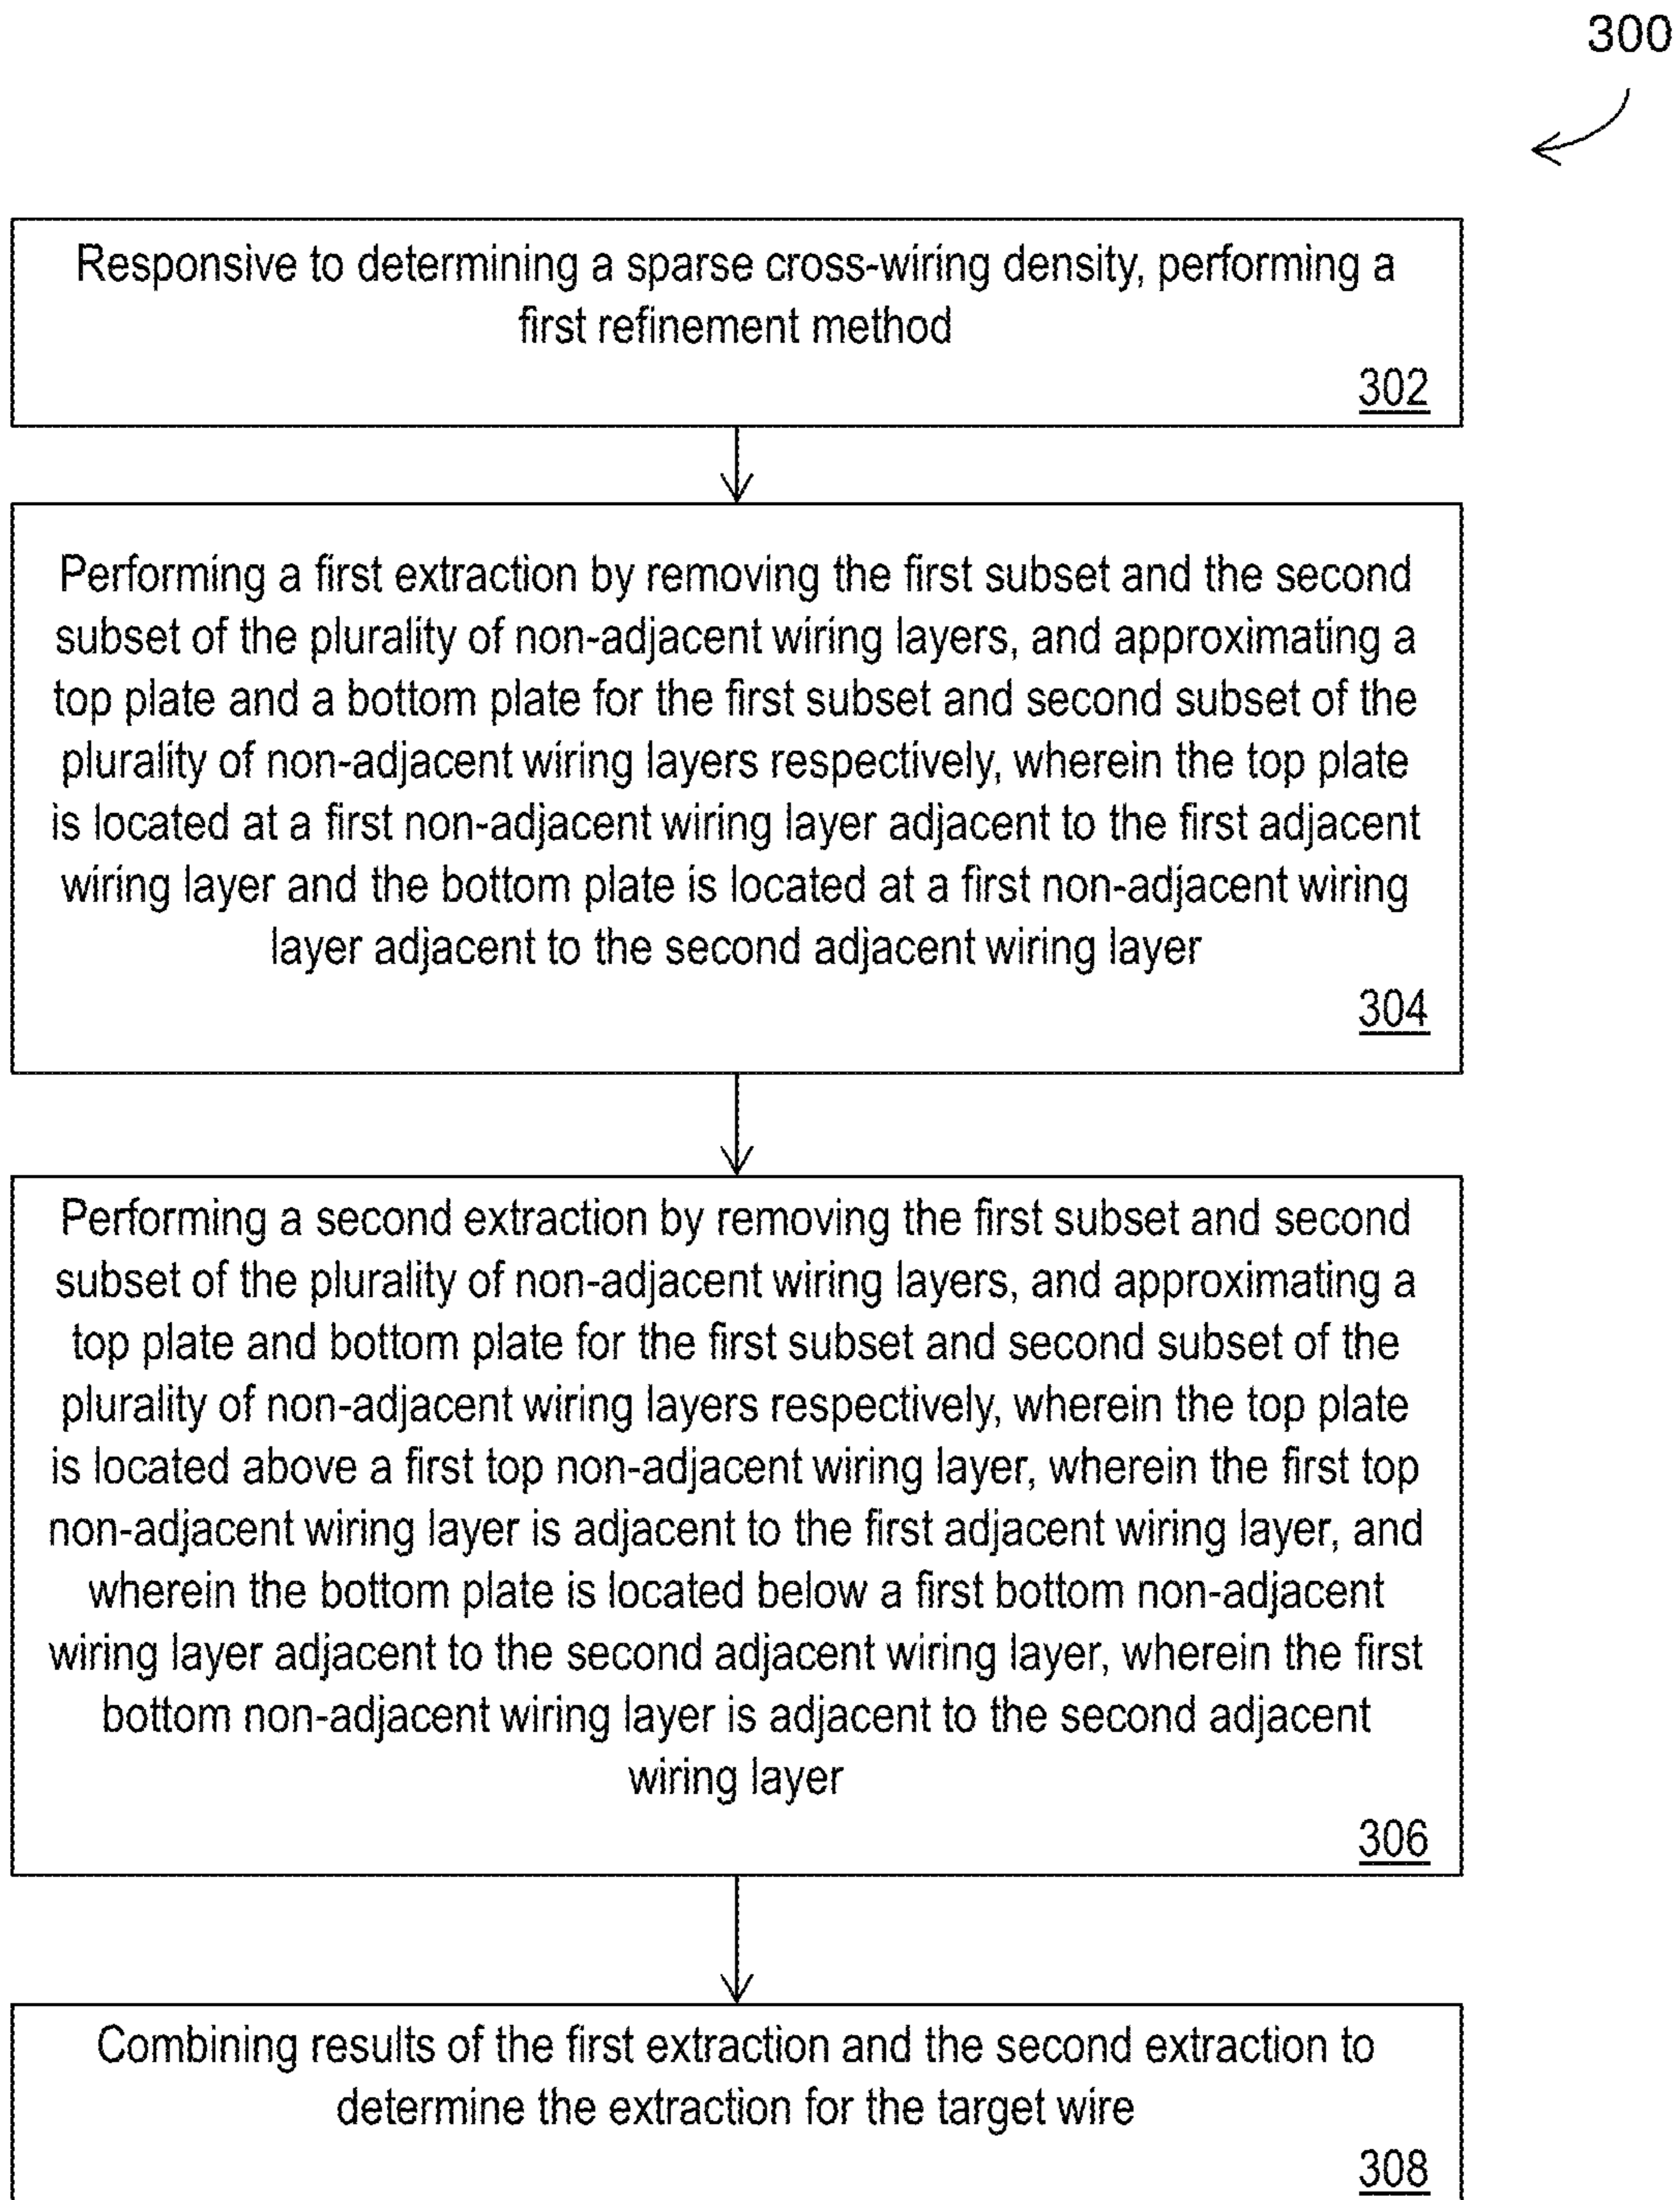 300
Responsive to determining a sparse cross-wiring density, performing a
first refinement method
302
Performing a first extraction by removing the first subset and the second
subset of the plurality of non-adjacent wiring layers, and approximating a
top plate and a bottom plate for the first subset and second subset of the
plurality of non-adjacent wiring layers respectively, wherein the top plate
is located at a first non-adjacent wiring layer adjacent to the first adjacent
wiring layer and the bottom plate is located at a first non-adjacent wiring
layer adjacent to the second adjacent wiring layer
304
Performing a second extraction by removing the first subset and second
subset of the plurality of non-adjacent wiring layers, and approximating a
top plate and bottom plate for the first subset and second subset of the
plurality of non-adjacent wiring layers respectively, wherein the top plate
is located above a first top non-adjacent wiring layer, wherein the first top
non-adjacent wiring layer is adjacent to the first adjacent wiring layer, and
wherein the bottom plate is located below a first bottom non-adjacent
wiring layer adjacent to the second adjacent wiring layer, wherein the first
bottom non-adjacent wiring layer is adjacent to the second adjacent
wiring layer
306
Combining results of the first extraction and the second extraction to
determine the extraction for the target wire
308